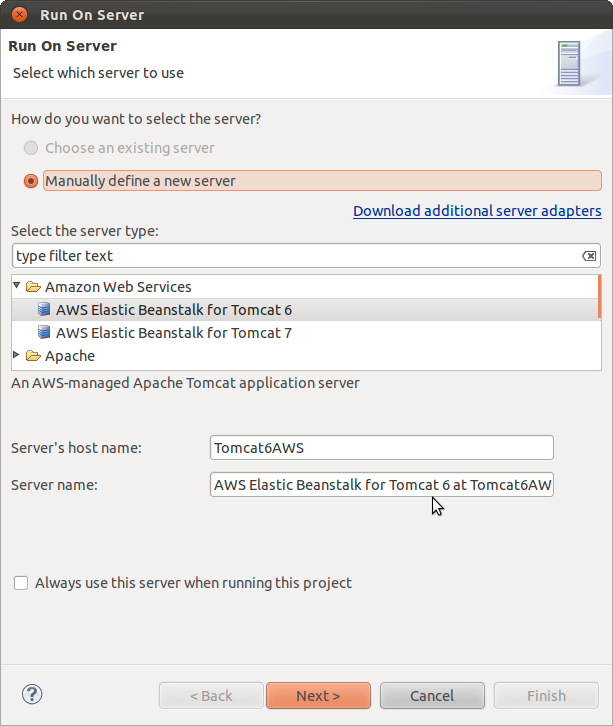 Run On Server
Run On Server
Select which server to use
How do you want to select the server?
Choose an existing server
Manually define a new server
Download additional server adapters
Select the server type:
type filter text
Amazon Web Services
AWS Elastic Beanstalk for Tomcat 6
AWS Elastic Beanstalk for Tomcat 7
Apache
An AWS-managed Apache Tomcat application server
Server's host name: Tomcat6AWS
Server name: AWS Elastic Beanstalk for Tomcat 6 at Tomcat6AW
Always use this server when running this project
? < Back Next > Cancel Finish